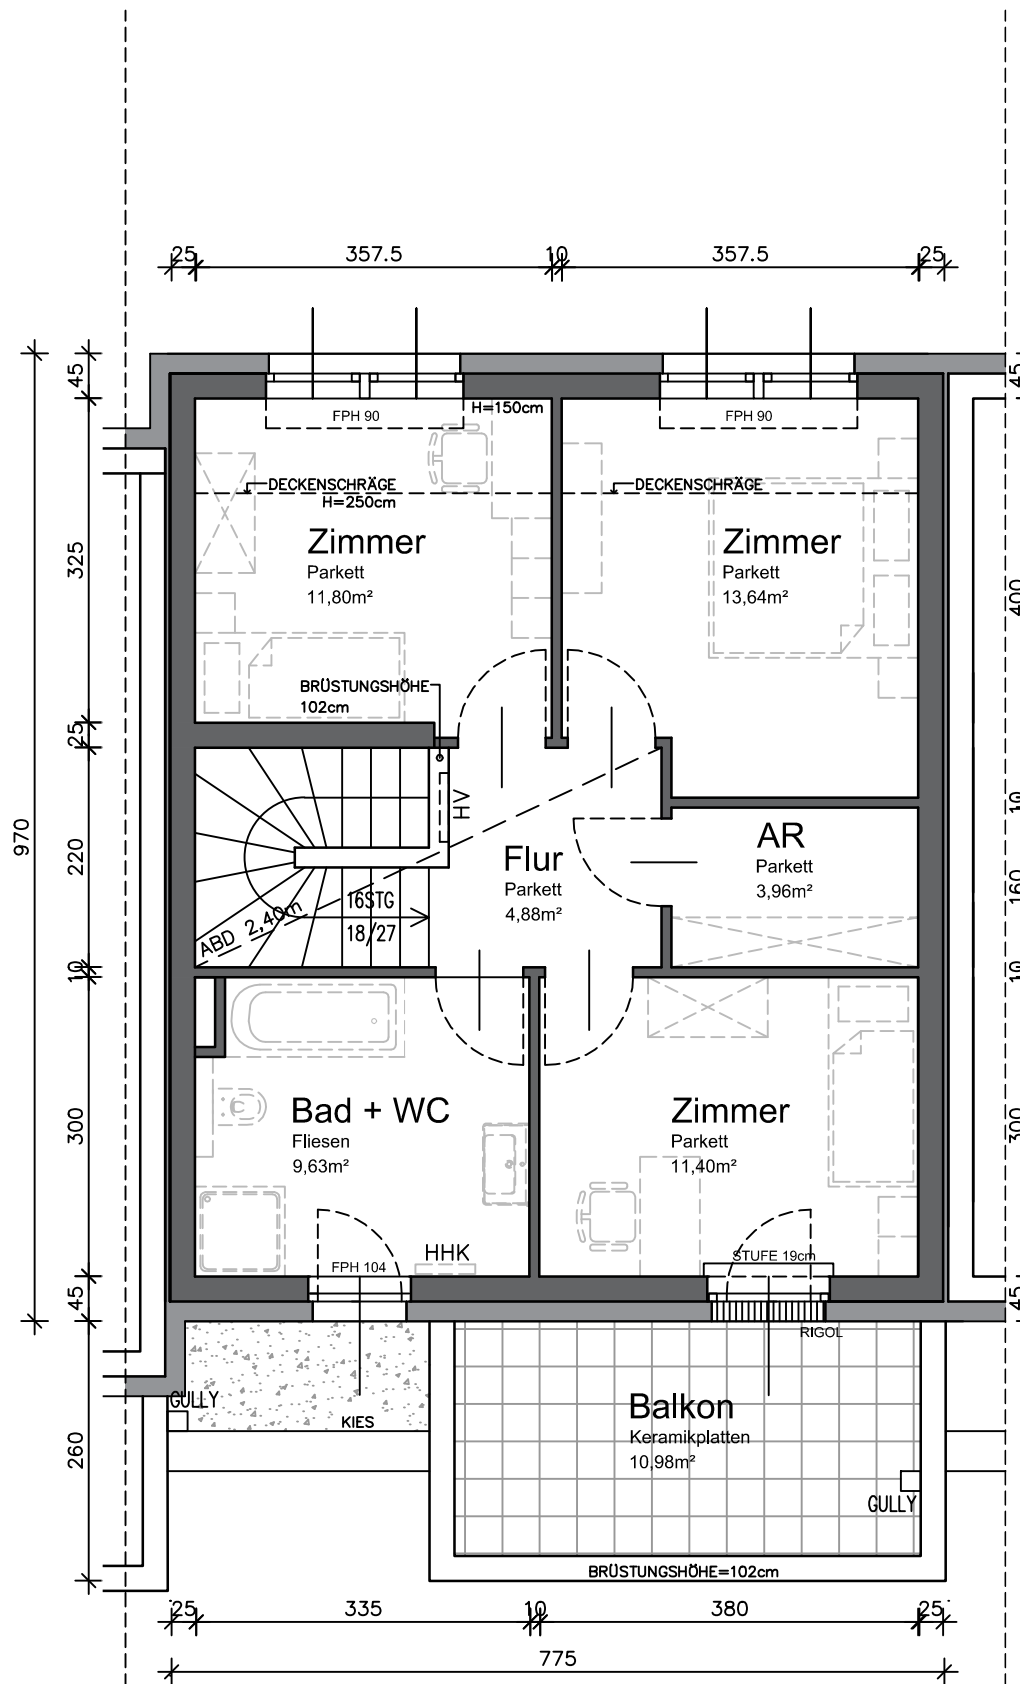 25 357.5 10 357.5 25
45
45
FPH 90
H=150cm
FPH 90
DECKENSCHRÄGE
H=250cm
DECKENSCHRÄGE
Zimmer
Parkett
11,80m²
Zimmer
Parkett
13,64m²
325
400
BRÜSTUNGSHÖHE
102cm
25
970
HV
10
220
Flur
Parkett
4,88m²
AR
Parkett
3,96m²
160
16STG
18/27
ABD 2,40m
10
10
Bad + WC
Fliesen
9,63m²
Zimmer
Parkett
11,40m²
300
300
HHK
FPH 104
STUFE 19cm
45
45
RIGOL
GULLY
KIES
Balkon
Keramikplatten
10,98m²
260
GULLY
BRÜSTUNGSHÖHE=102cm
25 335 10 380 25
775